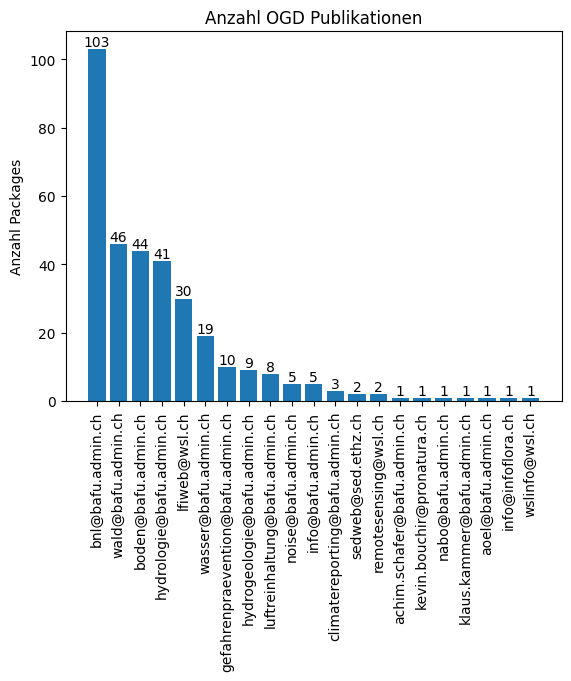 Anzahl OGD Publikationen
Anzahl Packages
100
80
60
40
20
0
103
46
44
41
30
19
10
9
8
5
5
3
2
2
1
1
1
1
1
1
1
bnl@bafu.admin.ch
wald@bafu.admin.ch
boden@bafu.admin.ch
hydrologie@bafu.admin.ch
lfiweb@wsl.ch
wasser@bafu.admin.ch
gefahrenpraevention@bafu.admin.ch
hydrogeologie@bafu.admin.ch
luftreinhaltung@bafu.admin.ch
noise@bafu.admin.ch
info@bafu.admin.ch
climatereporting@bafu.admin.ch
sedweb@sed.ethz.ch
remotesensing@wsl.ch
achim.schafer@bafu.admin.ch
kevin.bouchir@pronatura.ch
nabo@bafu.admin.ch
klaus.kammer@bafu.admin.ch
aoel@bafu.admin.ch
info@infoflora.ch
wslinfo@wsl.ch